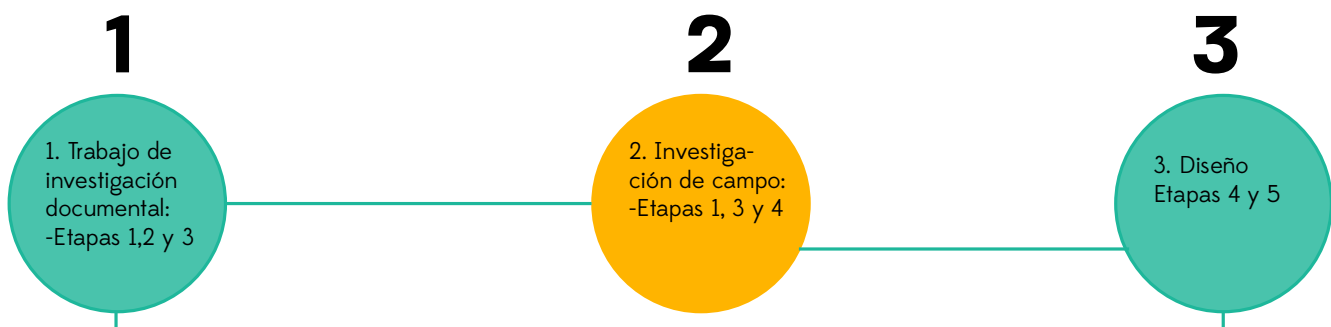 1
2
3
1. Trabajo de
investigación
documental:
-Etapas 1,2 y 3
2. Investiga-
ción de campo:
-Etapas 1, 3 y 4
3. Diseño
Etapas 4 y 5